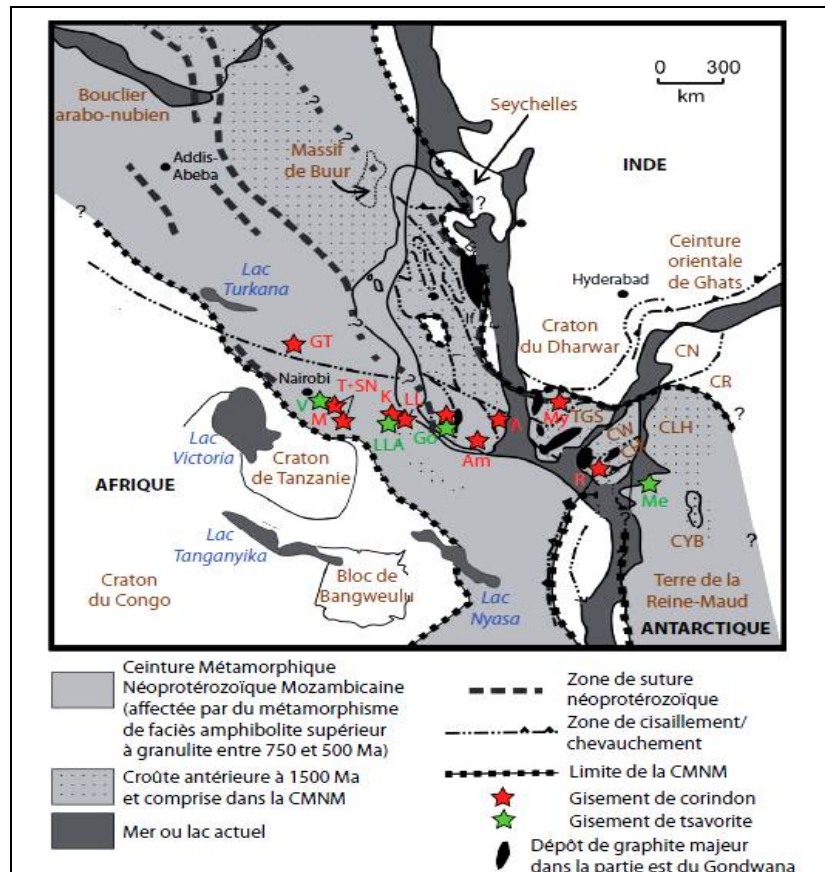 0 300
km
Bouclier
arabo-nubien
Seychelles
Addis-
Abeba
Massif
de Buur
INDE
Ceinture
orientale
de Ghats
Lac
Turkana
Hyderabad
Craton
du Dharwar
CN
CR
GT
Nairobi
V
T+SN
M
K
LL
LLA
Go
Am
A
My
TGS
CW
CLH
R
Me
CYB
Lac
Victoria
Craton
de Tanzanie
AFRIQUE
Lac
Tanganyika
Bloc de
Bangweulu
Craton
du Congo
Lac
Nyasa
Terre de la
Reine-Maud
ANTARCTIQUE
?
?
?
?
?
?
?
Ceinture Métamorphique
Néoprotérozoïque Mozambicaine
(affectée par du métamorphisme
de faciès amphibolite supérieur
à granulite entre 750 et 500 Ma)
Croûte antérieure à 1500 Ma
et comprise dans la CMNM
Mer ou lac actuel
Zone de suture
néoprotérozoïque
Zone de cisaillement/
chevauchement
Limite de la CMNM
Gisement de corindon
Gisement de tsavorite
Dépôt de graphite majeur
dans la partie est du Gondwana